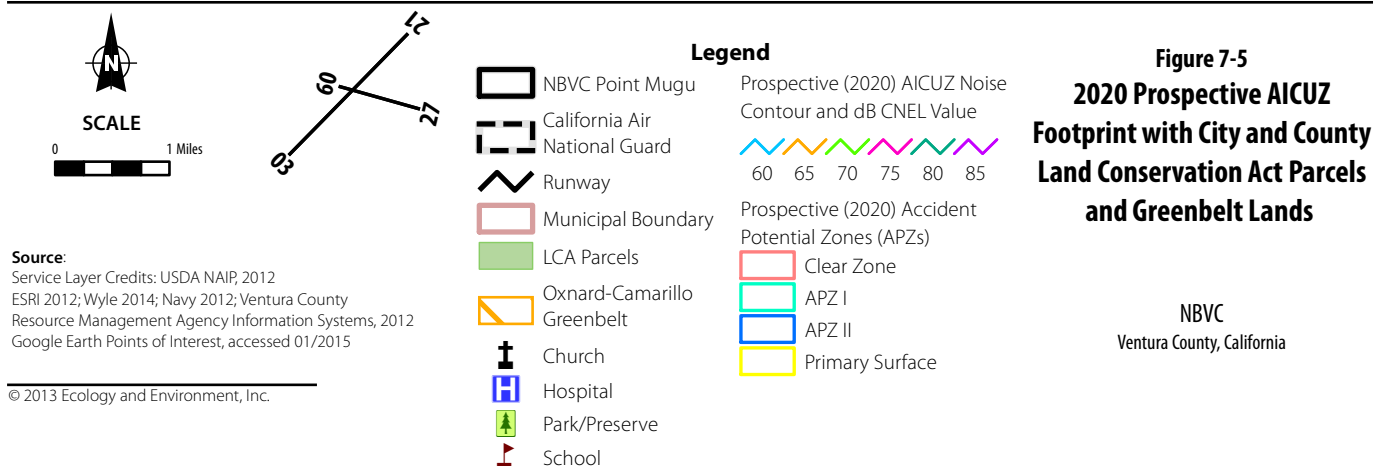 N
SCALE
0 1 Miles
21
09
27
03
Source:
Service Layer Credits: USDA NAIP, 2012
ESRI 2012; Wyle 2014; Navy 2012; Ventura County
Resource Management Agency Information Systems, 2012
Google Earth Points of Interest, accessed 01/2015
© 2013 Ecology and Environment, Inc.
Legend
NBVC Point Mugu
California Air
National Guard
Runway
Municipal Boundary
LCA Parcels
Oxnard-Camarillo
Greenbelt
Church
H Hospital
Park/Preserve
School
Prospective (2020) AICUZ Noise
Contour and dB CNEL Value
60 65 70 75 80 85
Prospective (2020) Accident
Potential Zones (APZs)
Clear Zone
APZ I
APZ II
Primary Surface
Figure 7-5
2020 Prospective AICUZ
Footprint with City and County
Land Conservation Act Parcels
and Greenbelt Lands
NBVC
Ventura County, California